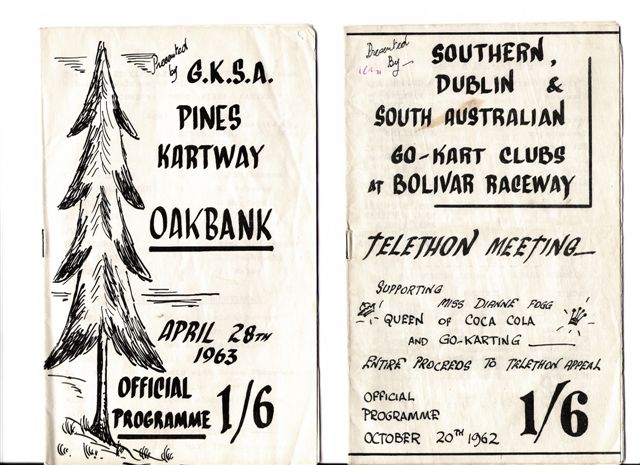 Presented
by G.K.S.A.
PINES
KARTWAY
OAKBANK
APRIL 28TH
1963
OFFICIAL
PROGRAMME 1/6
Presented
By— SOUTHERN,
DUBLIN &
SOUTH AUSTRALIAN
GO-KART CLUBS
AT BOLIVAR RACEWAY
TELETHON MEETING
SUPPORTING
MISS DIANNE FOGG
QUEEN OF COCA COLA
AND GO-KARTING
ENTIRE PROCEEDS TO TELETHON APPEAL
OFFICIAL
PROGRAMME
OCTOBER 20TH 1962
1/6